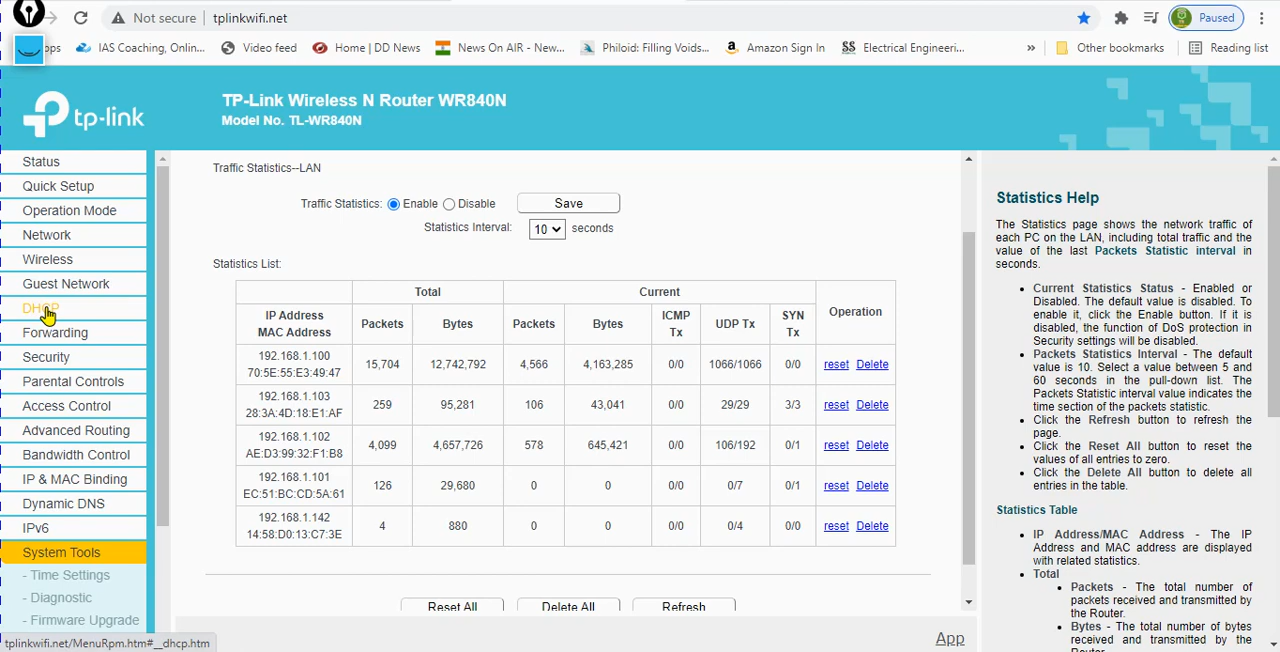 Not secure | tplinkwifi.net
Paused
IAS Coaching, Onlin...
Video feed
Home | DD News
News On AIR - New...
Philoid: Filling Voids...
Amazon Sign In
Electrical Engineeri...
»
Other bookmarks
Reading list
tp-link
TP-Link Wireless N Router WR840N
Model No. TL-WR840N
Status
Quick Setup
Operation Mode
Network
Wireless
Guest Network
DHCP
Forwarding
Security
Parental Controls
Access Control
Advanced Routing
Bandwidth Control
IP & MAC Binding
Dynamic DNS
IPv6
System Tools
- Time Settings
- Diagnostic
- Firmware Upgrade
tplinkwifi.net/MenuRpm.htm#__dhcp.htm
Traffic Statistics--LAN
Traffic Statistics: Enable Disable Save
Statistics Interval: 10 seconds
Statistics List:
Total Current
IP Address
MAC Address
Packets Bytes Packets Bytes ICMP Tx UDP Tx SYN Tx Operation
192.168.1.100
70:5E:55:E3:49:47
15,704 12,742,792 4,566 4,163,285 0/0 1066/1066 0/0 reset Delete
192.168.1.103
28:3A:4D:18:E1:AF
259 95,281 106 43,041 0/0 29/29 3/3 reset Delete
192.168.1.102
AE:D3:99:32:F1:B8
4,099 4,657,726 578 645,421 0/0 106/192 0/1 reset Delete
192.168.1.101
EC:51:BC:CD:5A:61
126 29,680 0 0 0/0 0/7 0/1 reset Delete
192.168.1.142
14:58:D0:13:C7:3E
4 880 0 0 0/0 0/4 0/0 reset Delete
Reset All Delete All Refresh
App
Statistics Help
The Statistics page shows the network traffic of
each PC on the LAN, including total traffic and the
value of the last Packets Statistic interval in
seconds.
Current Statistics Status - Enabled or
Disabled. The default value is disabled. To
enable it, click the Enable button. If it is
disabled, the function of DoS protection in
Security settings will be disabled.
Packets Statistics Interval - The default
value is 10. Select a value between 5 and
60 seconds in the pull-down list. The
Packets Statistic interval value indicates the
time section of the packets statistic.
Click the Refresh button to refresh the
page.
Click the Reset All button to reset the
values of all entries to zero.
Click the Delete All button to delete all
entries in the table.
Statistics Table
IP Address/MAC Address - The IP
Address and MAC address are displayed
with related statistics.
Total
Packets - The total number of
packets received and transmitted by
the Router.
Bytes - The total number of bytes
received and transmitted by the